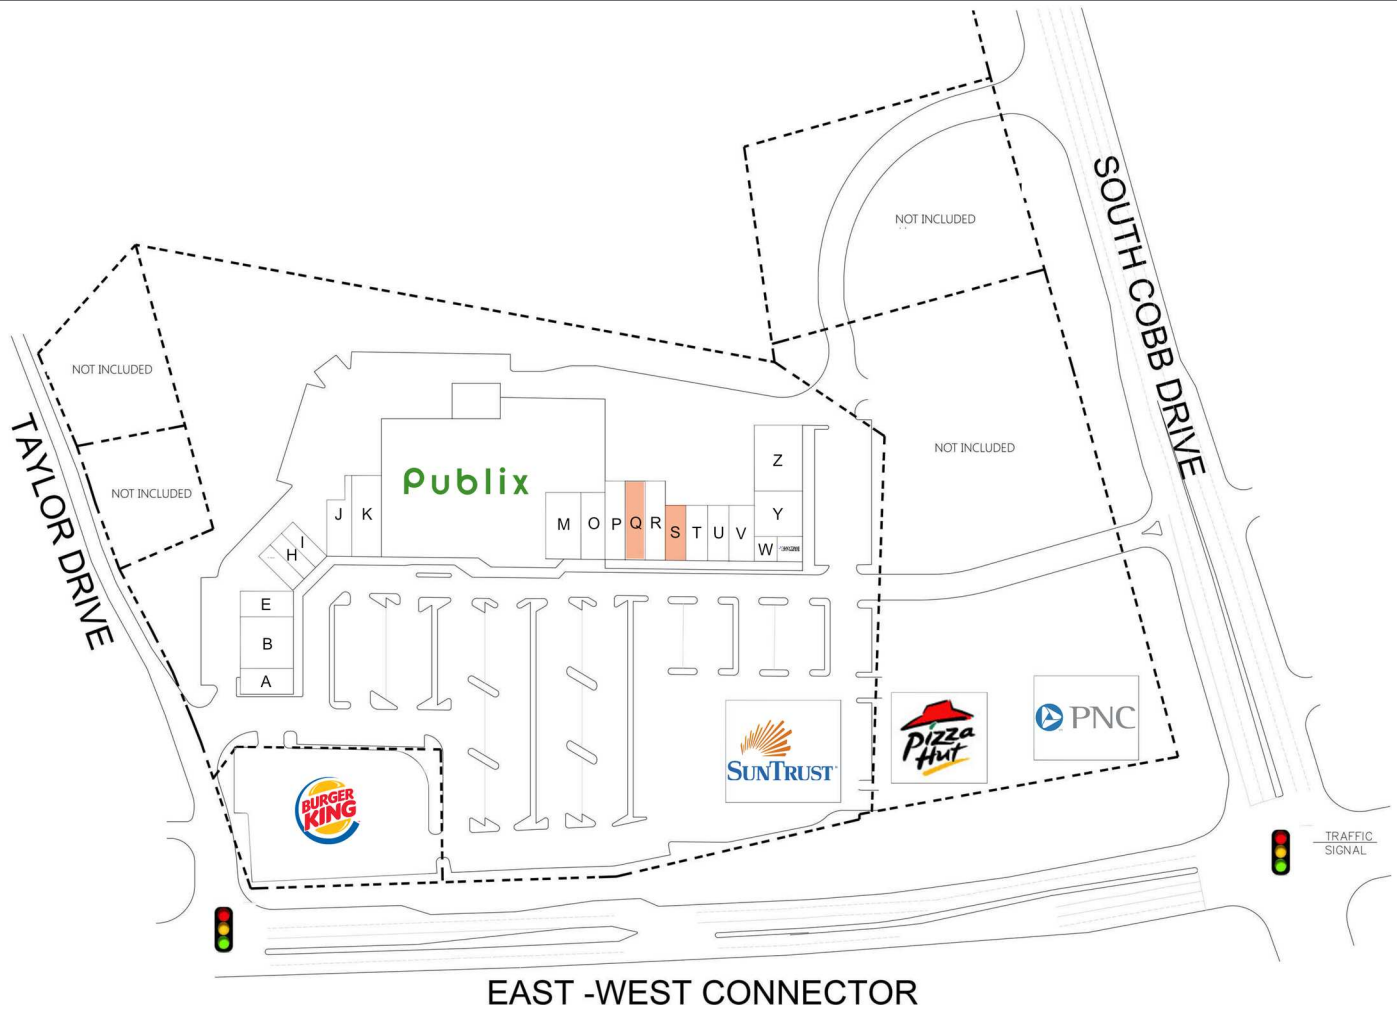 SOUTH COBB DRIVE
NOT INCLUDED
NOT INCLUDED
NOT INCLUDED
NOT INCLUDED
TAYLOR DRIVE
Publix
Z
J
K
M
O
P
Q
R
S
T
U
V
Y
W
I
H
E
B
A
BURGER
KING
SUNTRUST
Pizza
Hut
PNC
TRAFFIC
SIGNAL
EAST -WEST CONNECTOR